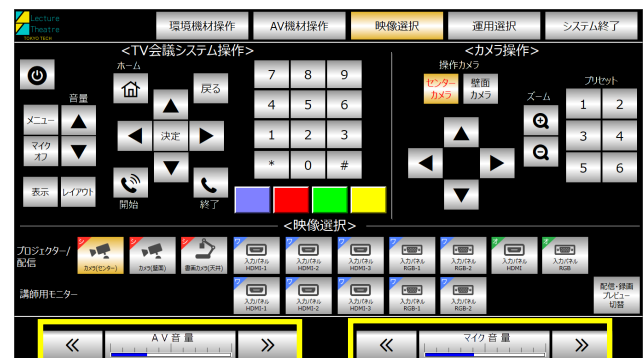 Lecture
Theatre
TOKYO TECH
環境機材操作
AV機材操作
映像選択
運用選択
システム終了
<TV会議システム操作>
ホーム
戻る
音量
メニュー
マイク
オフ
表示
レイアウト
決定
開始
終了
7 8 9
4 5 6
1 2 3
* 0 #
<カメラ操作>
操作カメラ
センター
カメラ
壁面
カメラ
ズーム
プリセット
1 2
3 4
5 6
<映像選択>
プロジェクター/
配信
カメラ(センター)
カメラ(壁面)
書画カメラ(天井)
入力パネル
HDMI-1
入力パネル
HDMI-2
入力パネル
HDMI-3
入力パネル
RGB-1
入力パネル
RGB-2
入力パネル
HDMI
入力パネル
RGB
講師用モニター
入力パネル
HDMI-1
入力パネル
HDMI-2
入力パネル
HDMI-3
入力パネル
RGB-1
入力パネル
RGB-2
配信・録画
プレビュー
切替
AV音量
マイク音量